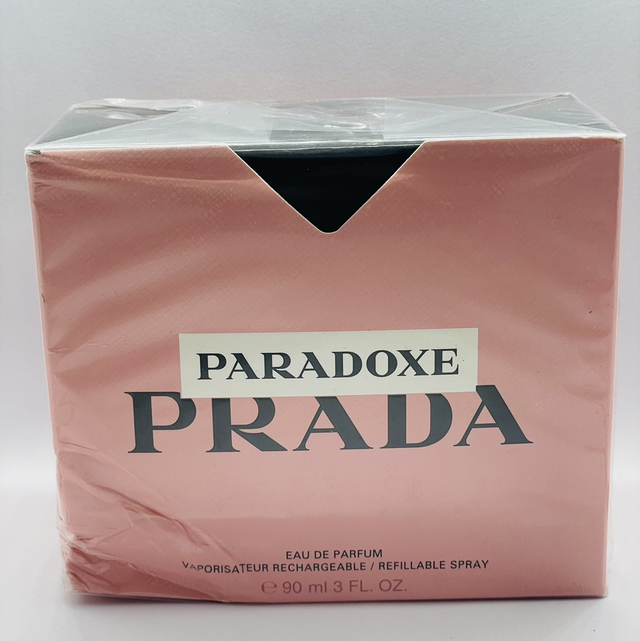 PARADOXE
PRADA
EAU DE PARFUM
VAPORISATEUR RECHARGEABLE / REFILLABLE SPRAY
℮ 90 ml 3 FL. OZ.